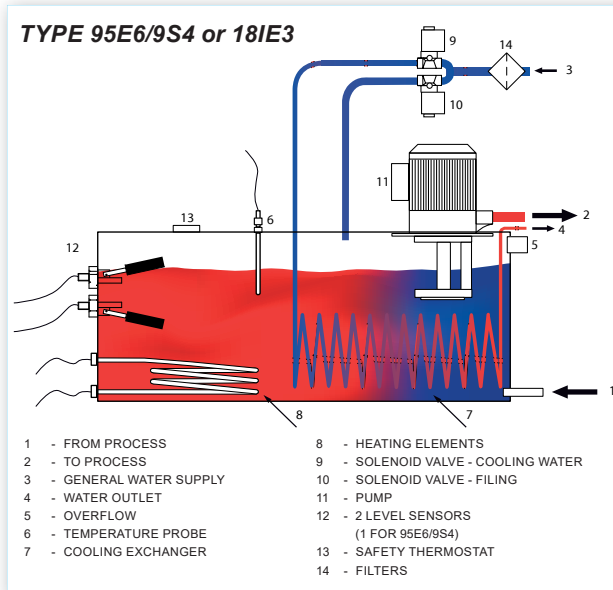 TYPE 95E6/9S4 or 18IE3
9
14
3
10
11
2
13
6
4
12
5
1
8
7
1 - FROM PROCESS
2 - TO PROCESS
3 - GENERAL WATER SUPPLY
4 - WATER OUTLET
5 - OVERFLOW
6 - TEMPERATURE PROBE
7 - COOLING EXCHANGER
8 - HEATING ELEMENTS
9 - SOLENOID VALVE - COOLING WATER
10 - SOLENOID VALVE - FILING
11 - PUMP
12 - 2 LEVEL SENSORS
(1 FOR 95E6/9S4)
13 - SAFETY THERMOSTAT
14 - FILTERS